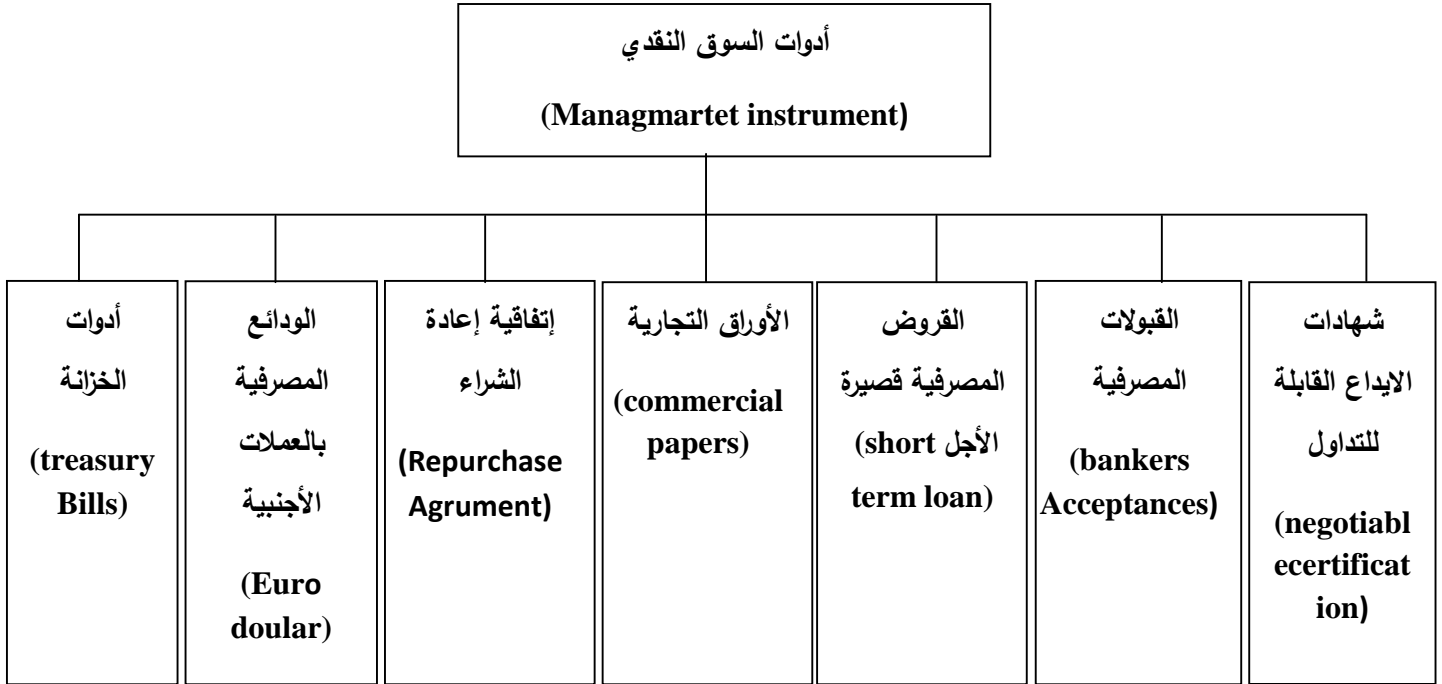 أدوات السوق النقدي
(Managmartet instrument)
شهادات
الايداع القابلة
للتداول
(negotiabl
ecertificat
ion)
القبولات
المصرفية
(bankers
Acceptances)
القروض
المصرفية قصيرة
الأجل (short
term loan)
الأوراق التجارية
(commercial
papers)
إتفاقية إعادة
الشراء
(Repurchase
Agrument)
الودائع
المصرفية
بالعملات
الأجنبية
(Euro
doular)
أدوات
الخزانة
(treasury
Bills)